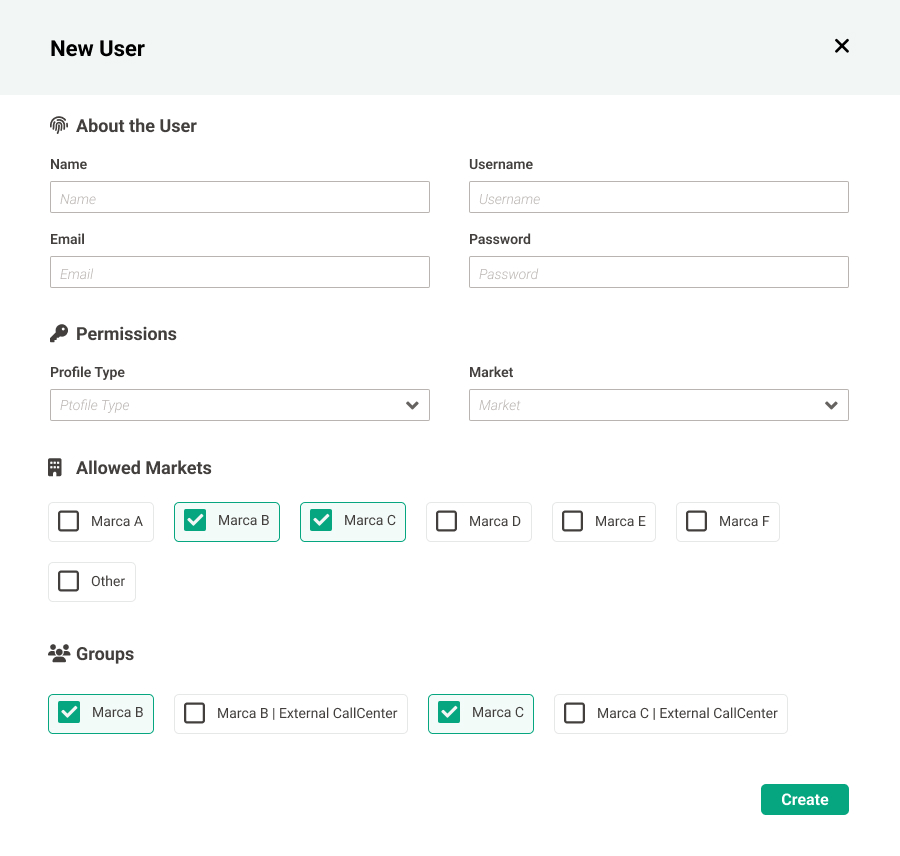 New User
About the User
Name Username
Name Username
Email Password
Email Password
Permissions
Profile Type Market
Ptofile Type Market
Allowed Markets
Marca A Marca B Marca C Marca D Marca E Marca F
Other
Groups
Marca B Marca B | External CallCenter Marca C Marca C | External CallCenter
Create